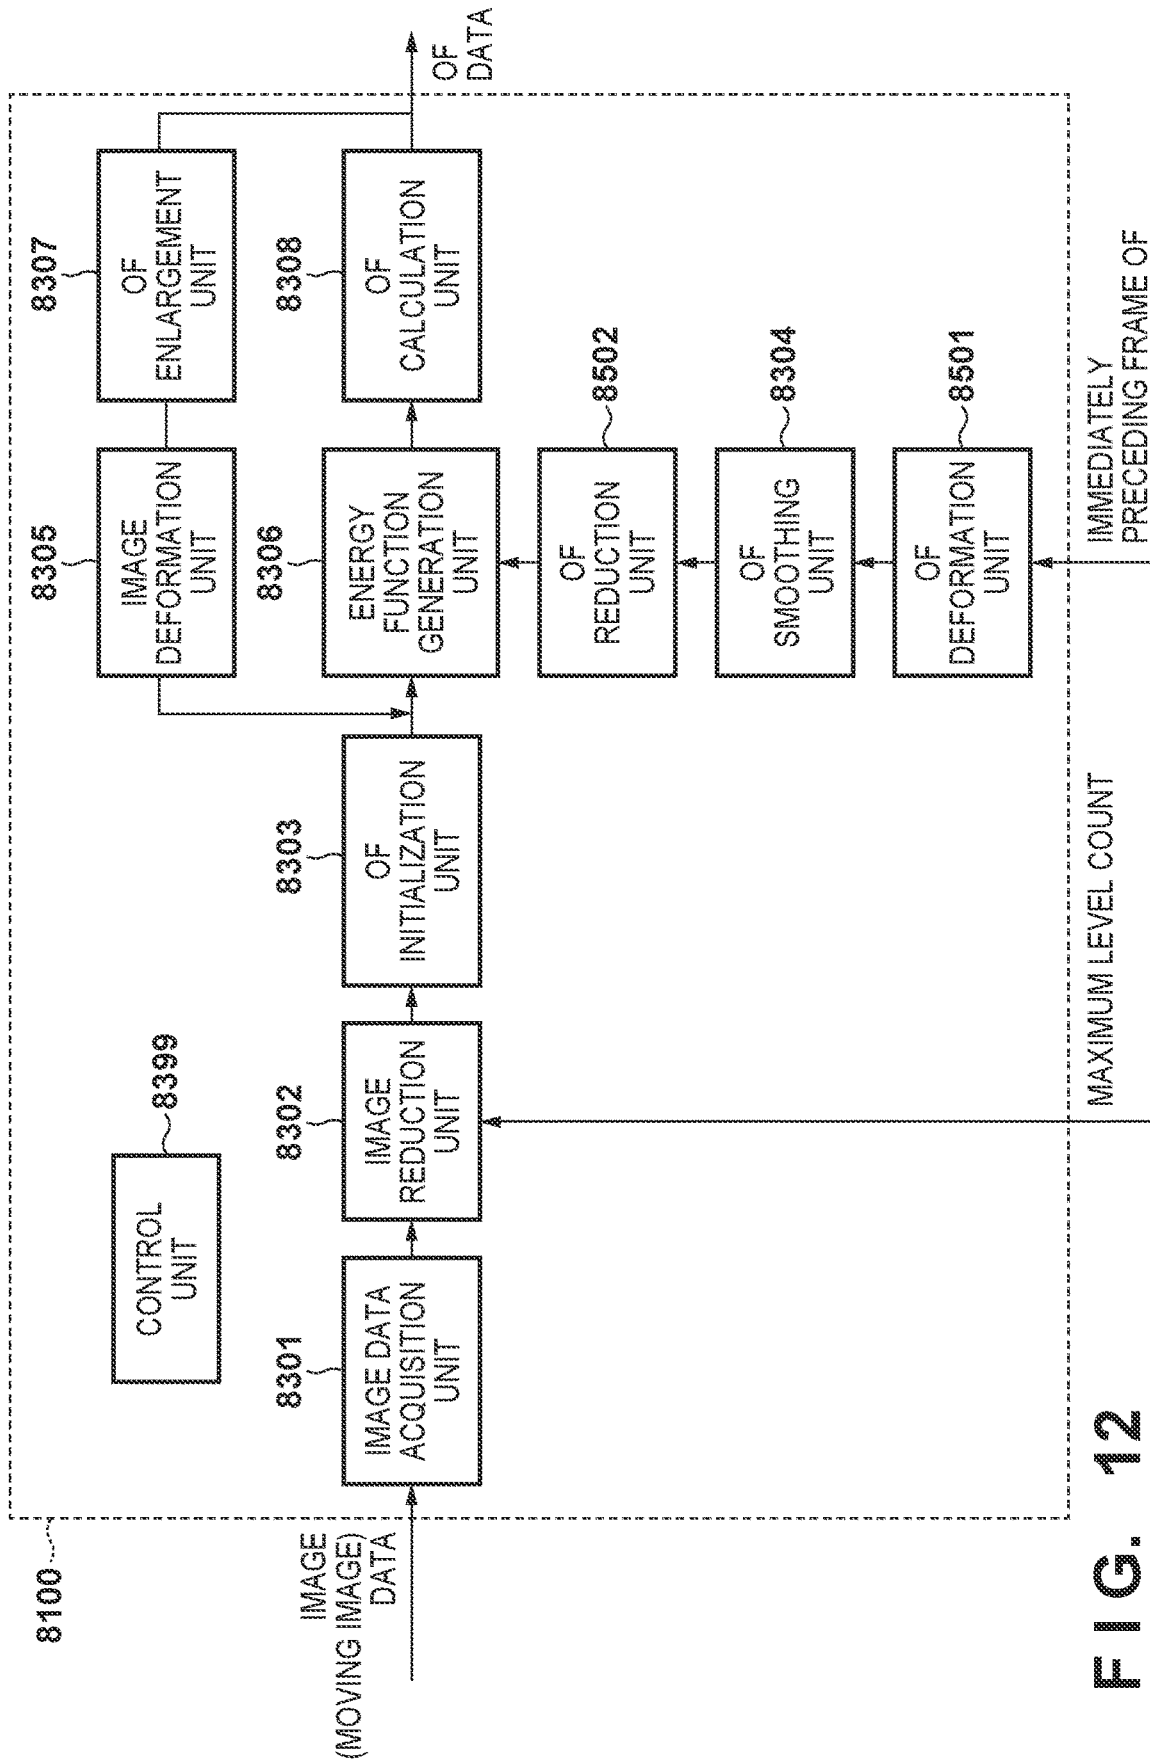 8100
CONTROL
UNIT
8399
8305
IMAGE
DEFORMATION
UNIT
8307
OF
ENLARGEMENT
UNIT
IMAGE
(MOVING IMAGE)
DATA
8301
IMAGE DATA
ACQUISITION
UNIT
8302
IMAGE
REDUCTION
UNIT
8303
OF
INITIALIZATION
UNIT
8306
ENERGY
FUNCTION
GENERATION
UNIT
8308
OF
CALCULATION
UNIT
OF
DATA
8502
OF
REDUCTION
UNIT
8304
OF
SMOOTHING
UNIT
8501
OF
DEFORMATION
UNIT
MAXIMUM LEVEL COUNT
IMMEDIATELY
PRECEDING FRAME OF
FIG. 12